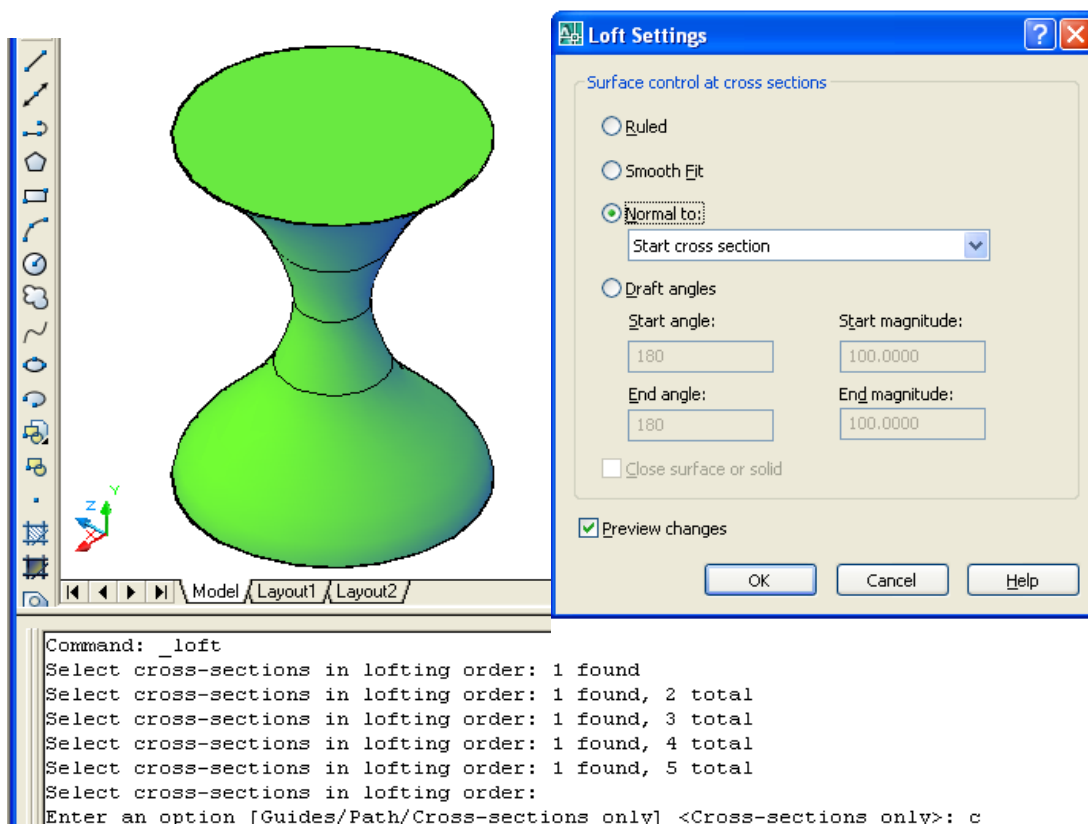 Loft Settings
Surface control at cross sections
Ruled
Smooth Fit
Normal to:
Start cross section
Draft angles
Start angle:
Start magnitude:
180
100.0000
End angle:
End magnitude:
180
100.0000
Close surface or solid
Preview changes
OK
Cancel
Help
Z
Y
X
Model
Layout1
Layout2
Command: _loft
Select cross-sections in lofting order: 1 found
Select cross-sections in lofting order: 1 found, 2 total
Select cross-sections in lofting order: 1 found, 3 total
Select cross-sections in lofting order: 1 found, 4 total
Select cross-sections in lofting order: 1 found, 5 total
Select cross-sections in lofting order:
Enter an option [Guides/Path/Cross-sections only] <Cross-sections only>: c